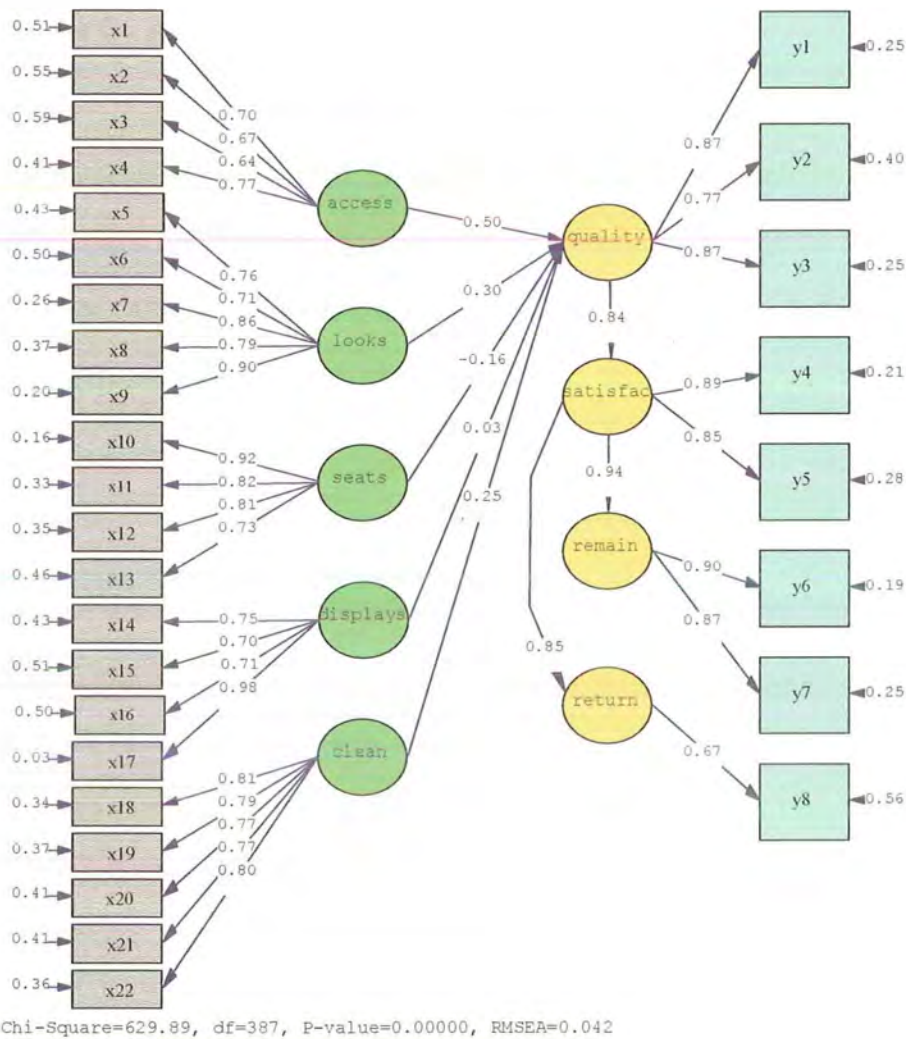 0.51 x1
0.55 x2
0.59 x3
0.41 x4
0.43 x5
0.50 x6
0.26 x7
0.37 x8
0.20 x9
0.16 x10
0.33 x11
0.35 x12
0.46 x13
0.43 x14
0.51 x15
0.50 x16
0.03 x17
0.34 x18
0.37 x19
0.41 x20
0.41 x21
0.36 x22
0.70
0.67
0.64
0.77
0.76
0.71
0.86
0.79
0.90
0.92
0.82
0.81
0.73
0.75
0.70
0.71
0.98
0.81
0.79
0.77
0.77
0.80
access
looks
seats
displays
clean
0.50
0.30
-0.16
0.03
0.25
quality
0.84
satisfac
0.94
remain
0.85
return
0.87
0.77
0.87
0.89
0.85
0.90
0.87
0.67
y1 0.25
y2 0.40
y3 0.25
y4 0.21
y5 0.28
y6 0.19
y7 0.25
y8 0.56
Chi-Square=629.89, df=387, P-value=0.00000, RMSEA=0.042